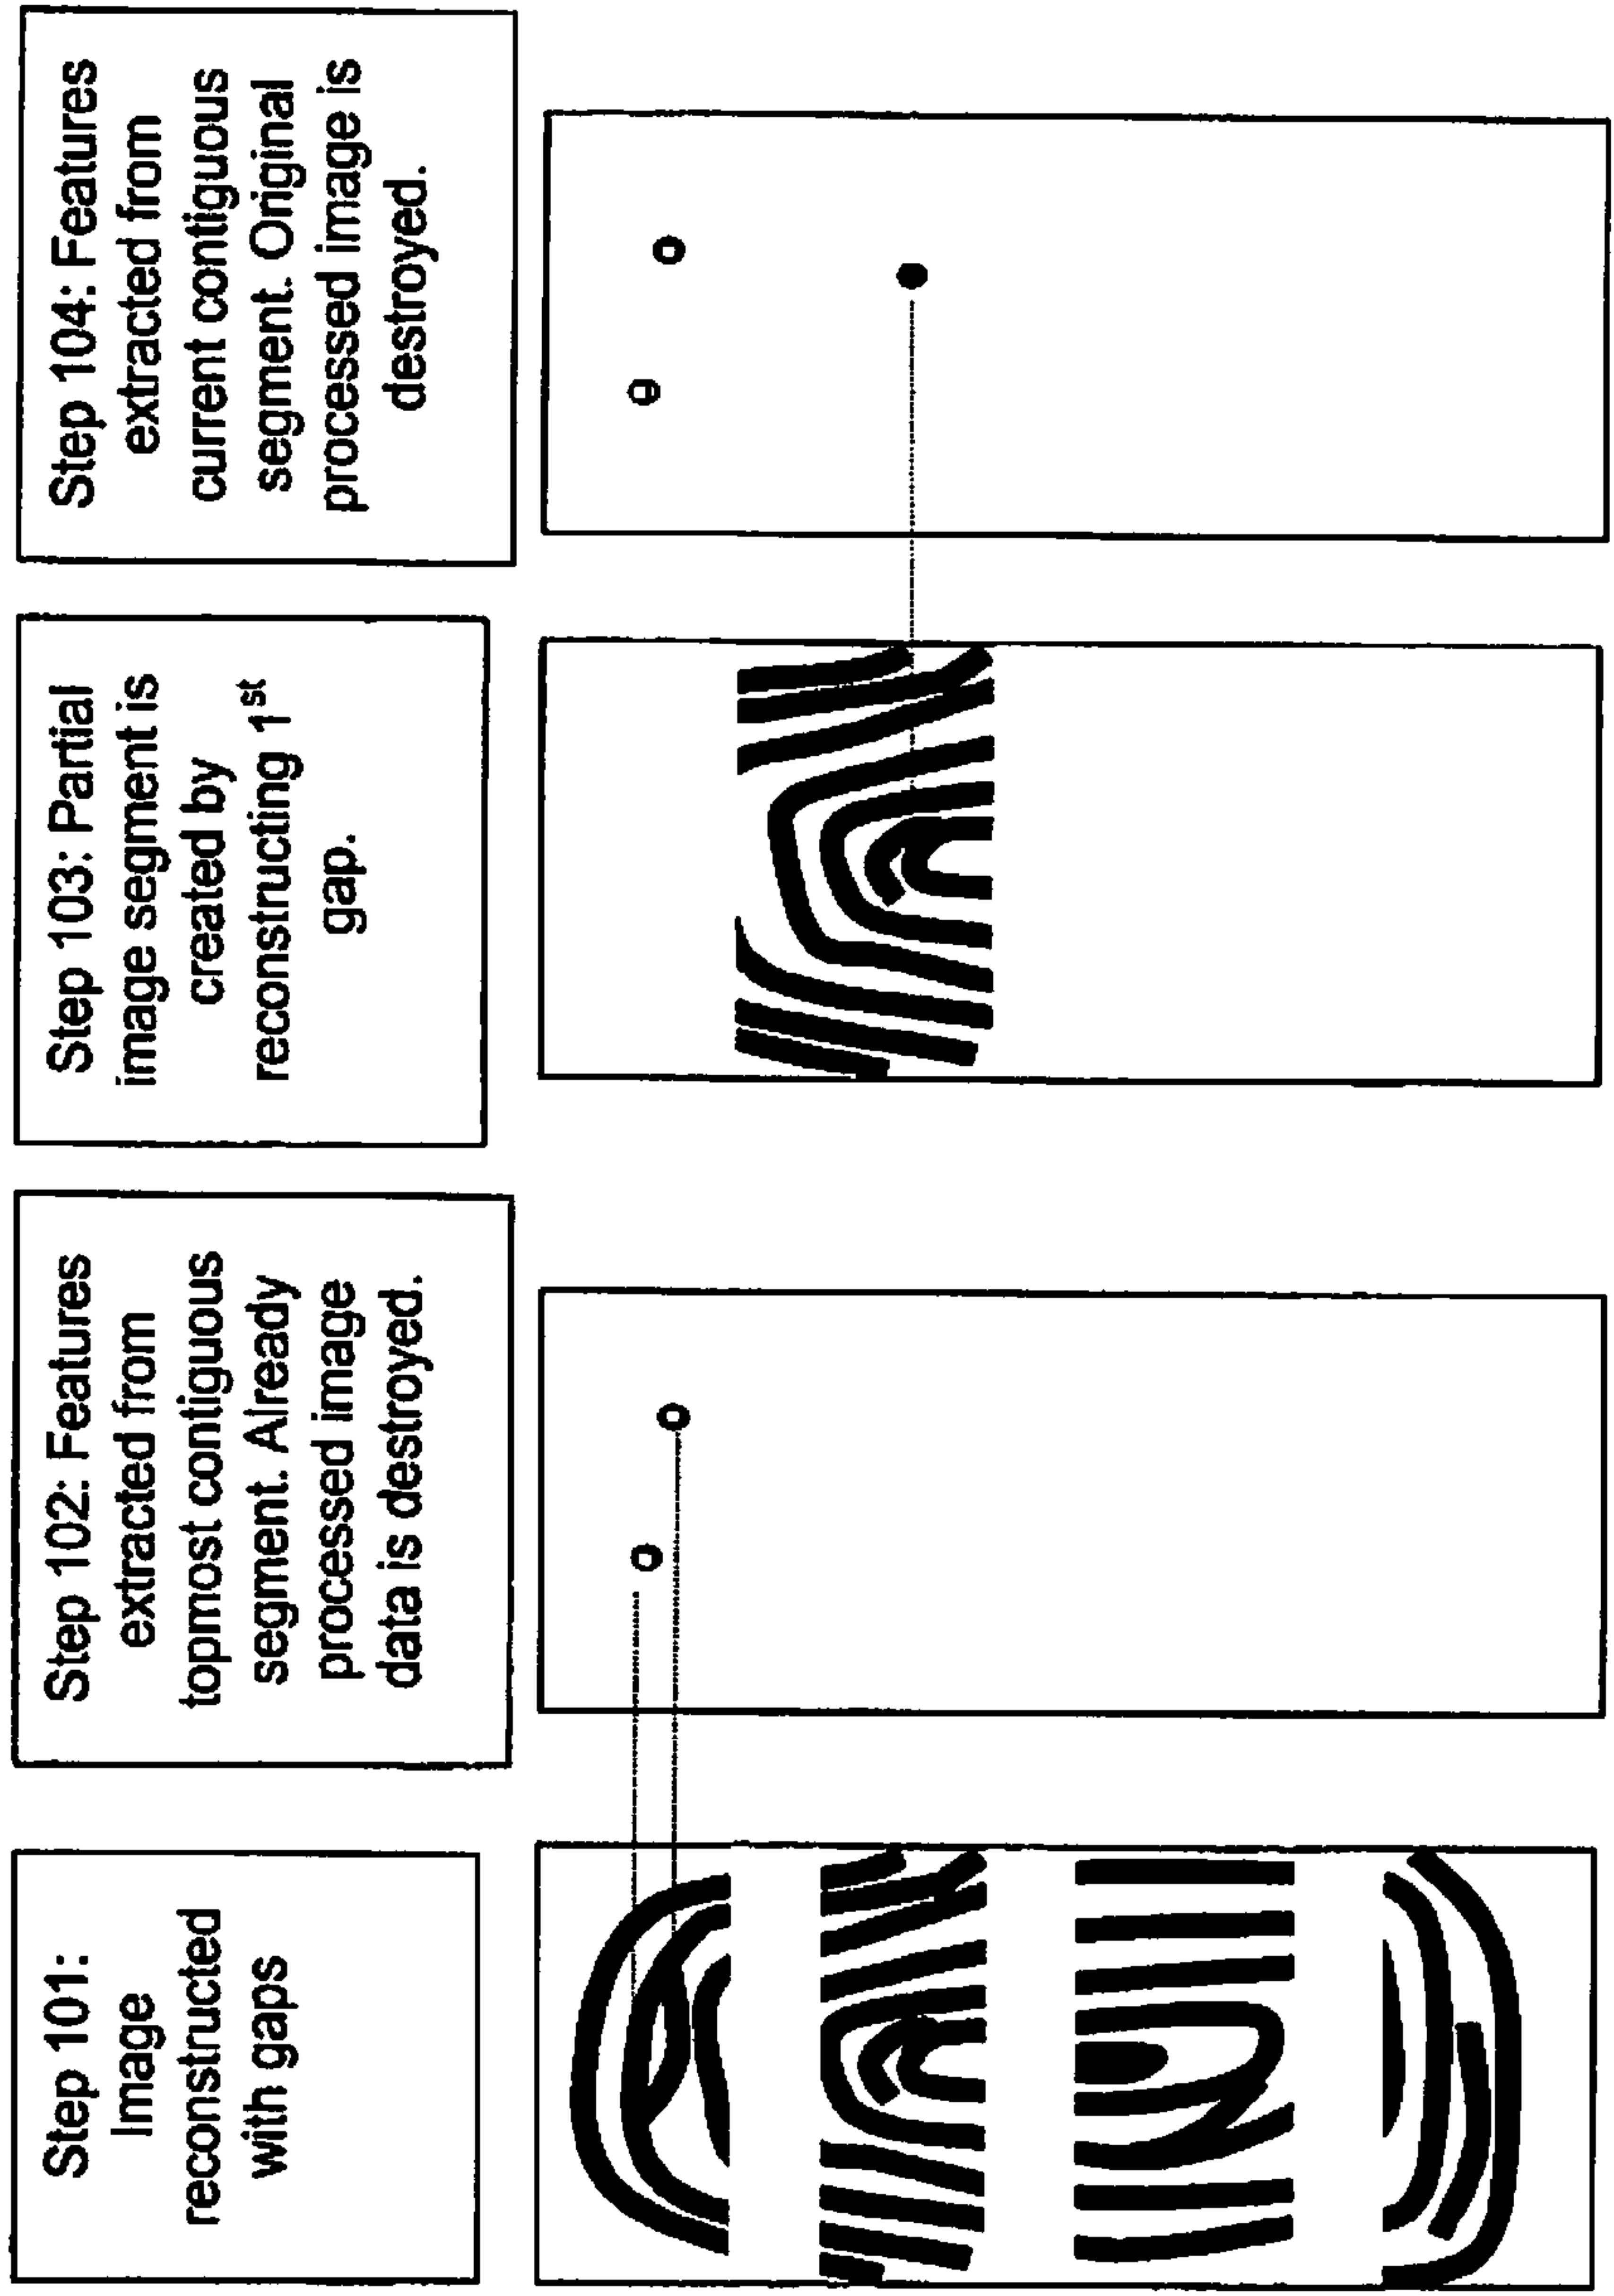 Step 101:
Image
reconstructed
with gaps
Step 102: Features
extracted from
topmost contiguous
segment. Already
processed image
data is destroyed.
Step 103: Partial
image segment is
created by
reconstructing 1st
gap.
Step 104: Features
extracted from
current contiguous
segment. Original
processed image is
destroyed.